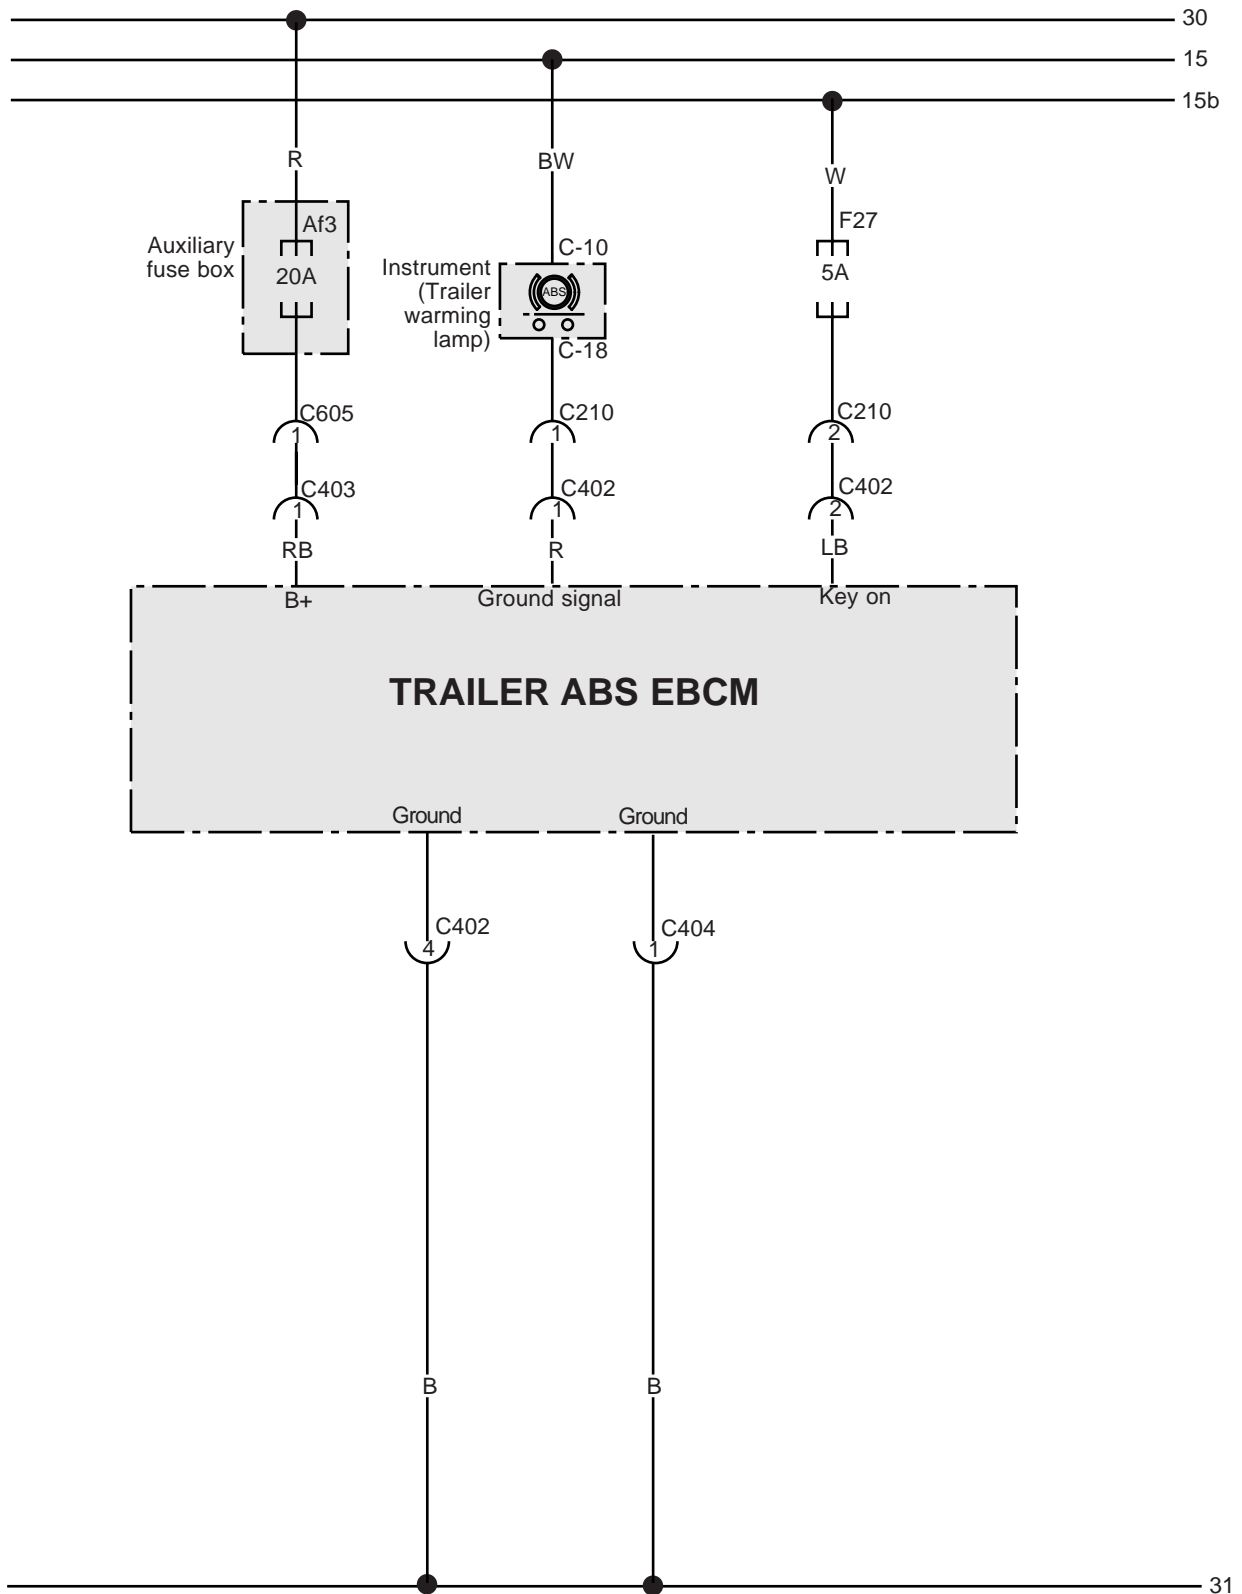 30
15
15b
R
BW
W
Af3
F27
Auxiliary
fuse box
20A
C-10
5A
Instrument
(Trailer
warming
lamp)
ABS
C-18
C605
1
C210
1
C210
2
C403
1
C402
1
C402
2
RB
R
LB
B+
Ground signal
Key on
TRAILER ABS EBCM
Ground
Ground
C402
4
C404
1
B
B
31